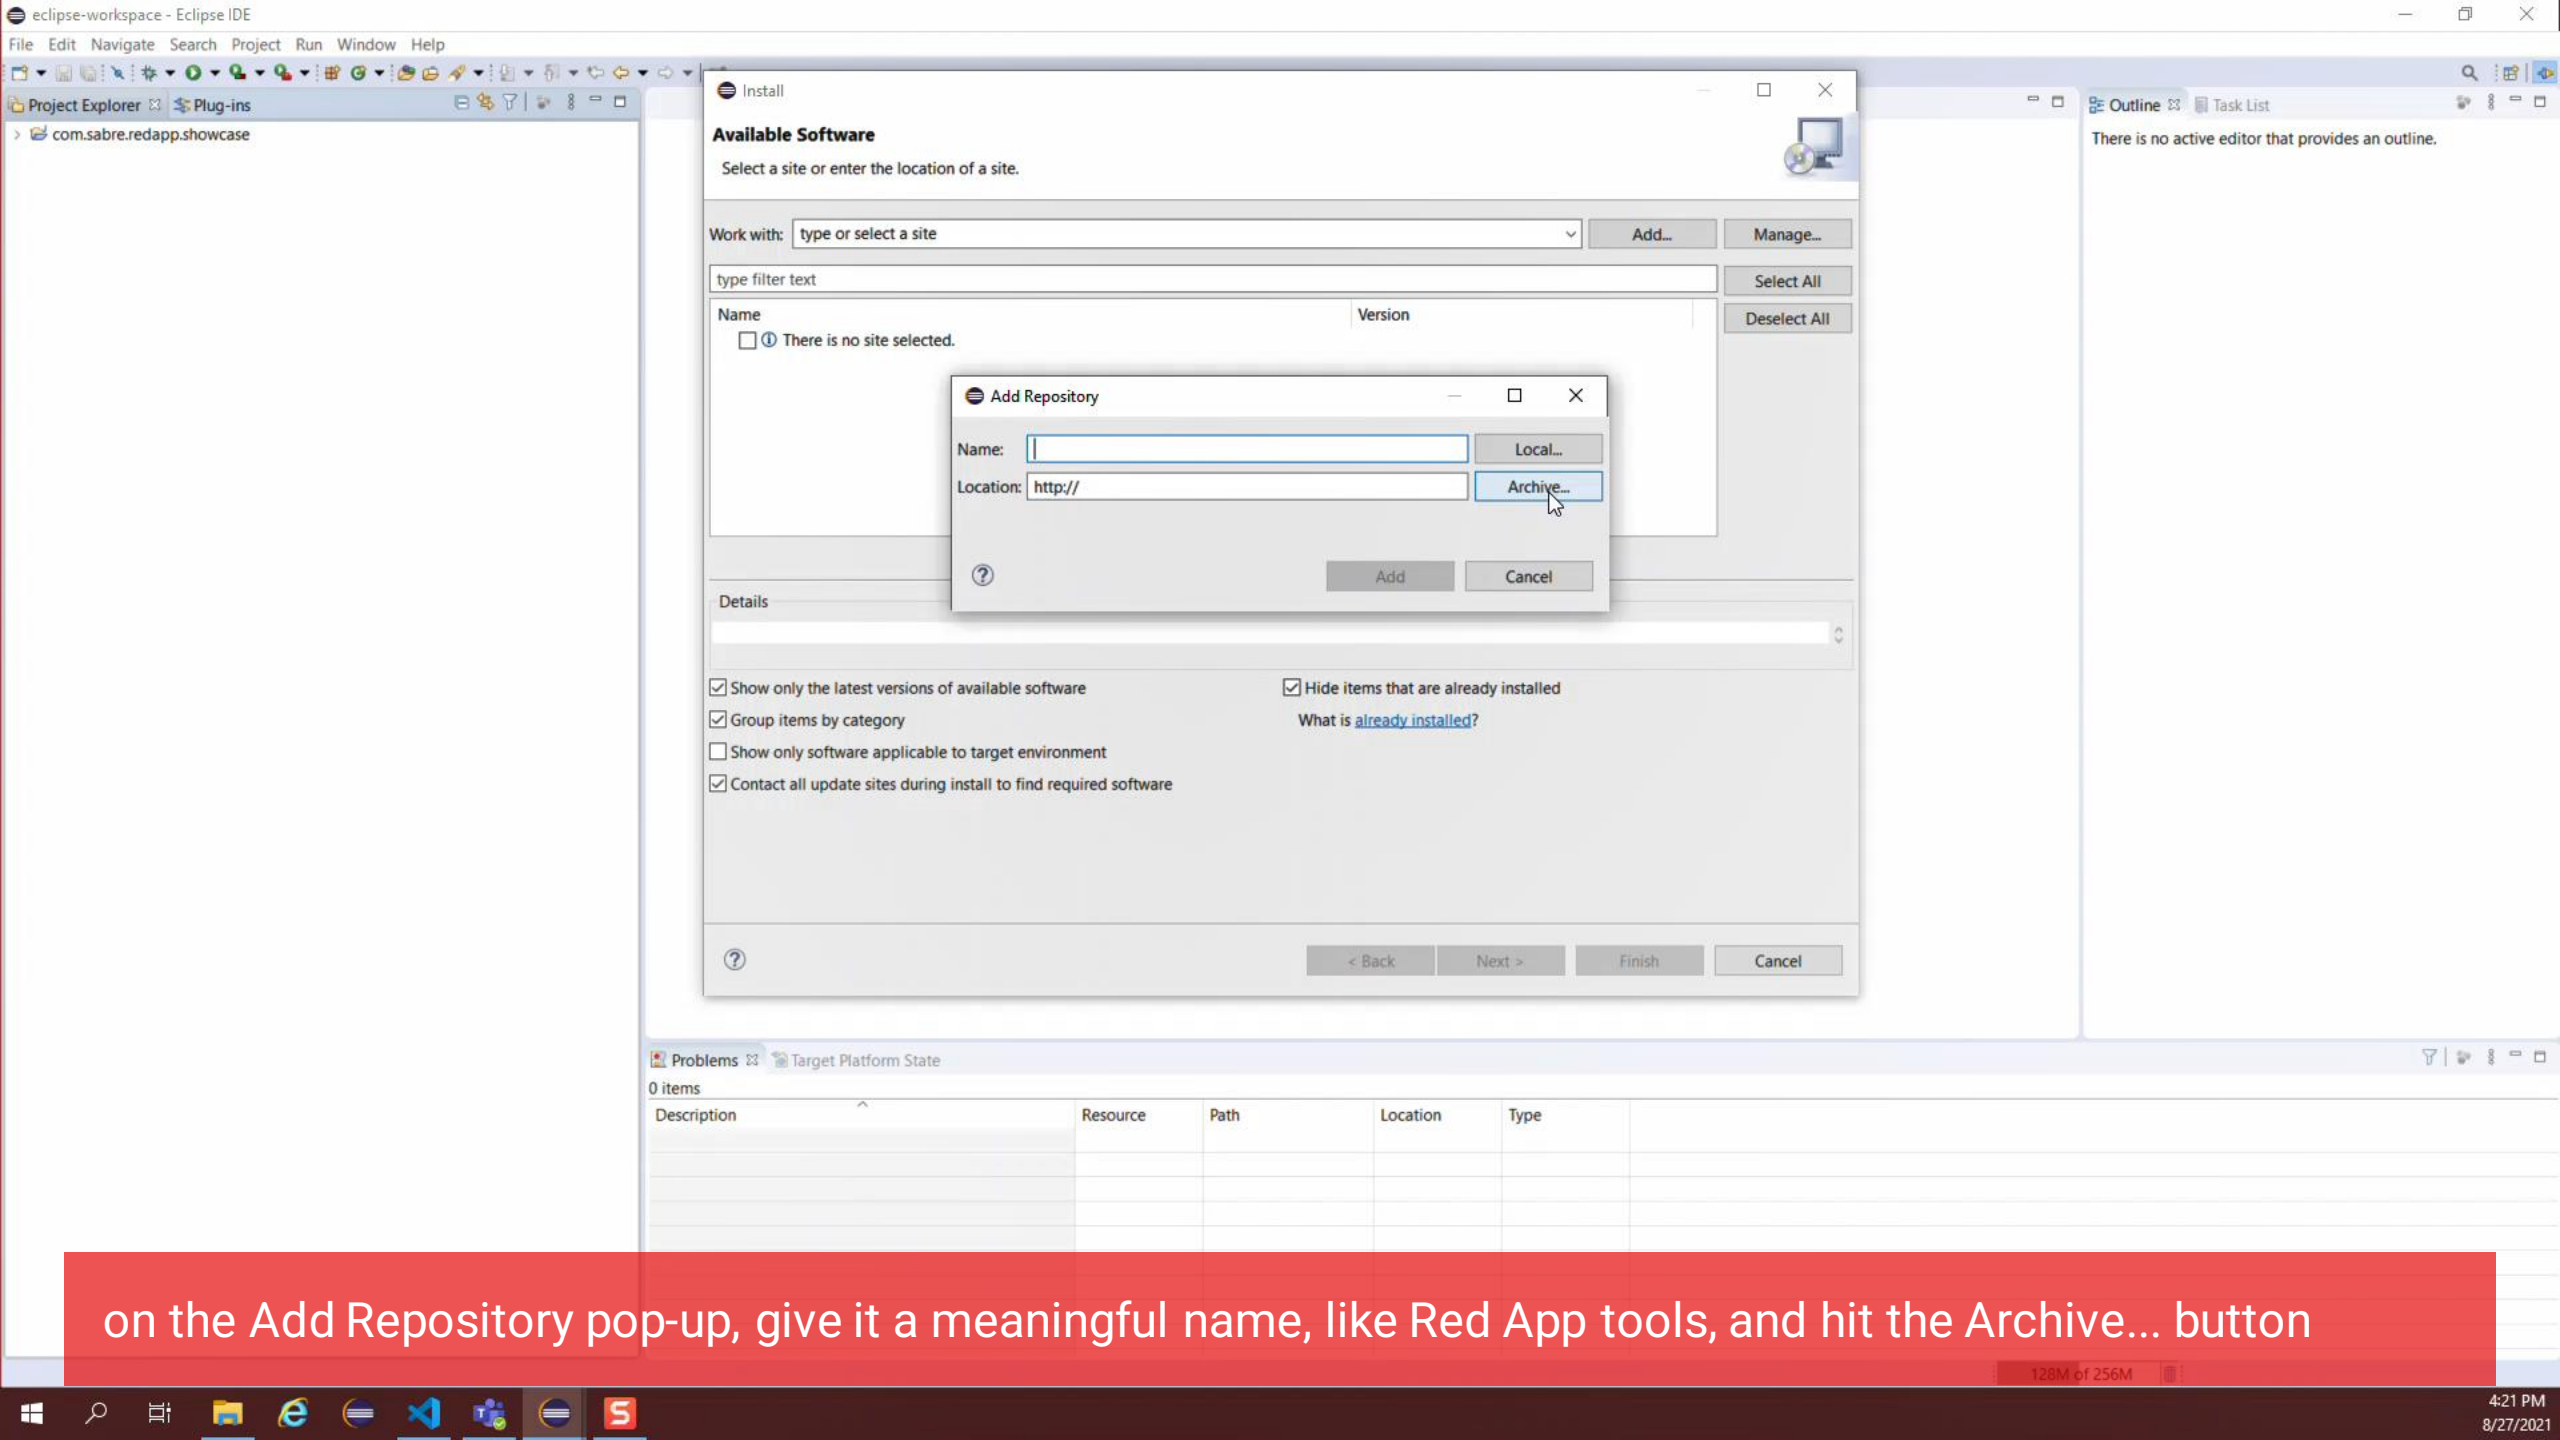 eclipse-workspace - Eclipse IDE
File Edit Navigate Search Project Run Window Help
Project Explorer Plug-ins
com.sabre.redapp.showcase
Install
Available Software
Select a site or enter the location of a site.
Work with: type or select a site Add... Manage...
type filter text Select All
Name Version Deselect All
There is no site selected.
Add Repository
Name: Local...
Location: http:// Archive...
Add Cancel
Details
Show only the latest versions of available software Hide items that are already installed
Group items by category What is already installed?
Show only software applicable to target environment
Contact all update sites during install to find required software
< Back Next > Finish Cancel
Outline Task List
There is no active editor that provides an outline.
Problems Target Platform State
0 items
Description Resource Path Location Type
on the Add Repository pop-up, give it a meaningful name, like Red App tools, and hit the Archive... button
128M of 256M
4:21 PM
8/27/2021